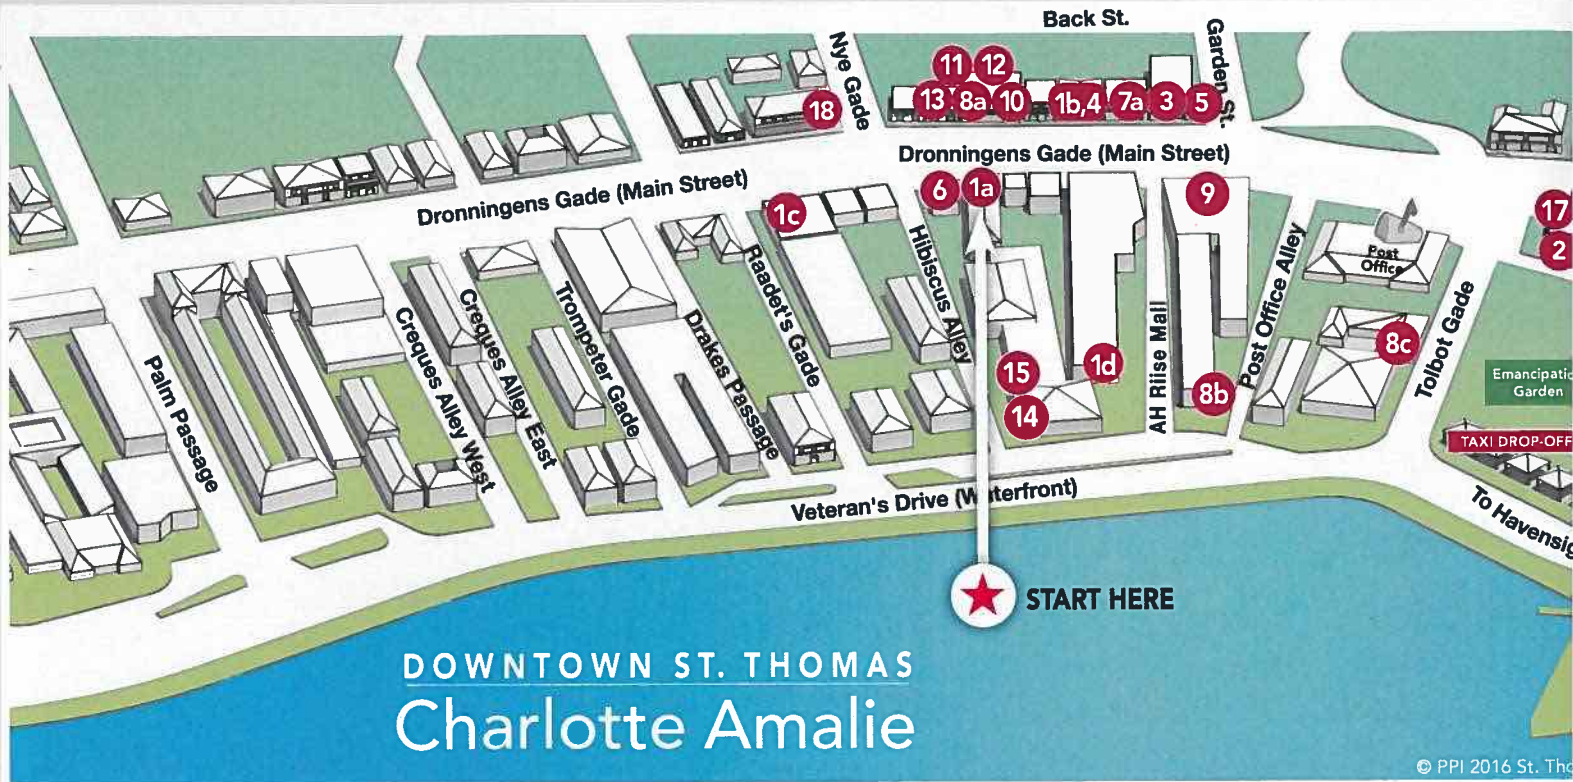 Back St.
Nye Gade
Garden St.
11
12
13
8a
10
1b,4
7a
3
5
18
Dronningens Gade (Main Street)
Dronningens Gade (Main Street)
6
1a
9
1c
17
2
Post
Office
Hibiscus Alley
Raadet's Gade
Drakes Passage
Trompeter Gade
Creques Alley East
Creques Alley West
Palm Passage
AH Riise Mall
Post Office Alley
Tolbot Gade
8c
15
1d
14
8b
Garden
TAXI DROP-OFF
Veteran's Drive (Waterfront)
START HERE
DOWNTOWN ST. THOMAS
Charlotte Amalie
© PPI 2016 St.